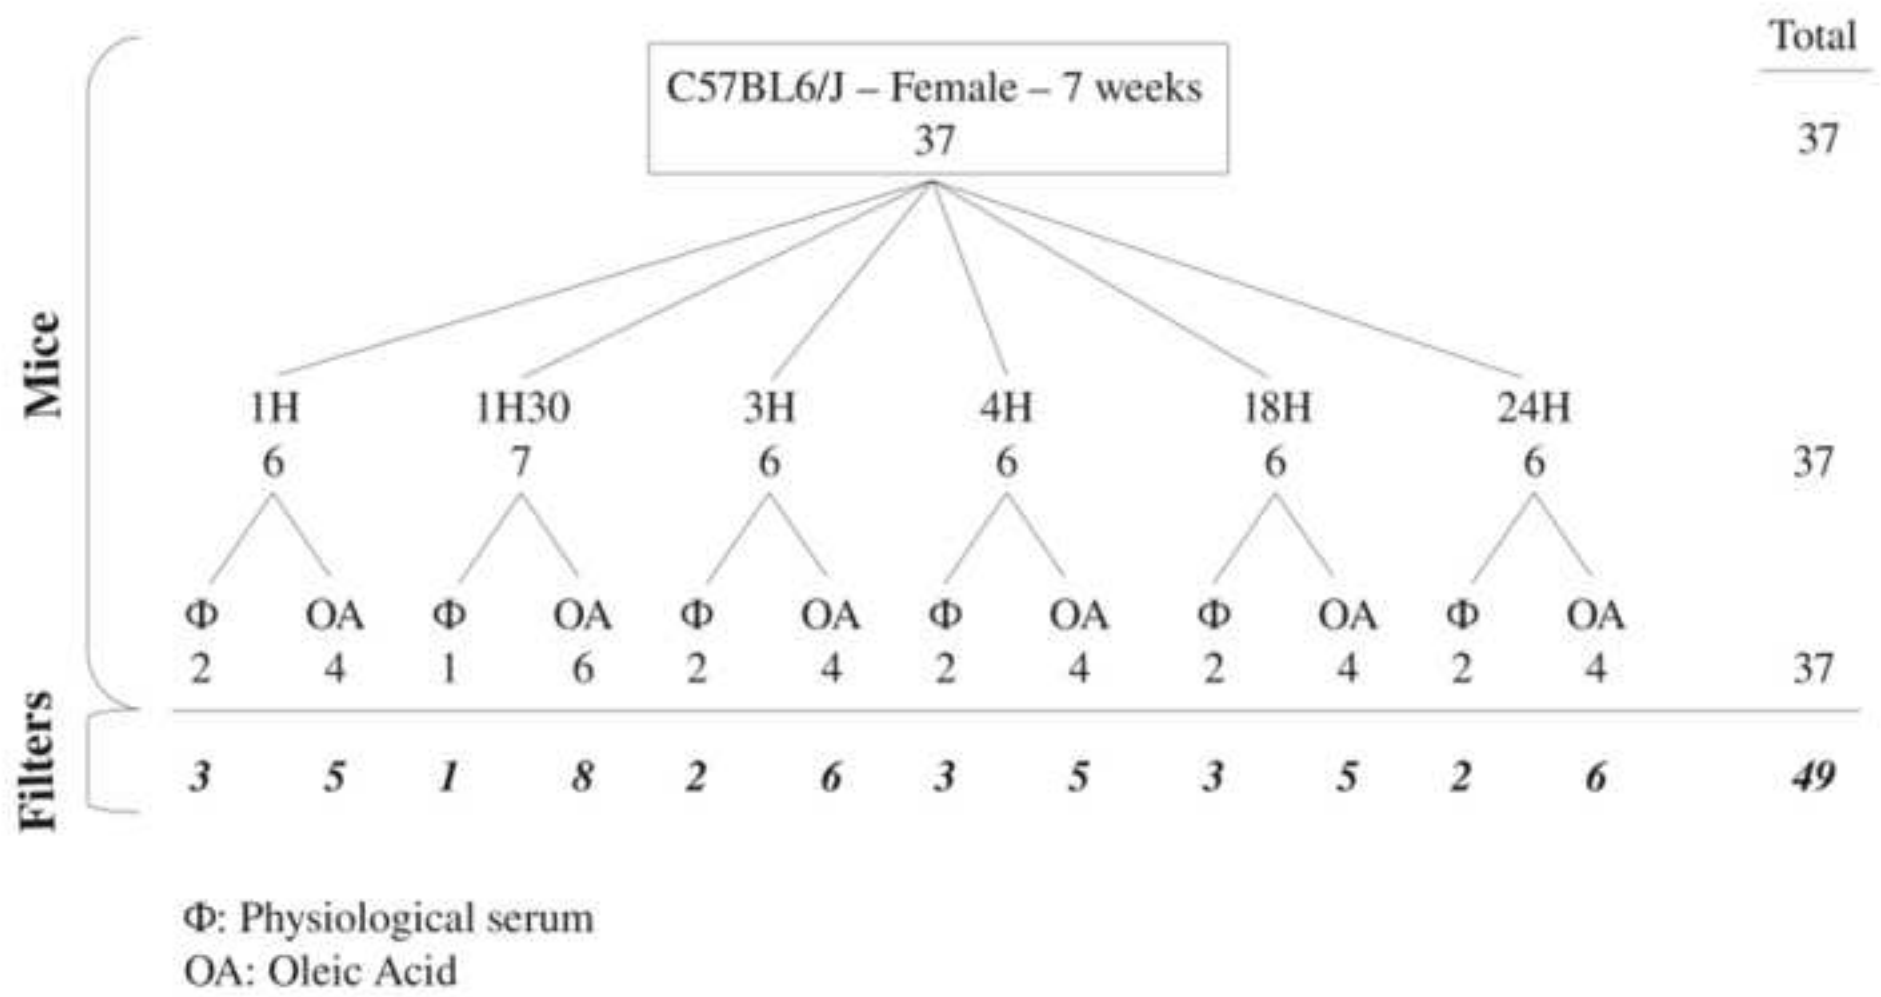 Total
C57BL6/J – Female – 7 weeks
37
37
Mice
1H 1H30 3H 4H 18H 24H
6 7 6 6 6 6 37
Φ OA Φ OA Φ OA Φ OA Φ OA Φ OA
2 4 1 6 2 4 2 4 2 4 2 4 37
Filters
3 5 1 8 2 6 3 5 3 5 2 6 49
Φ: Physiological serum
OA: Oleic Acid